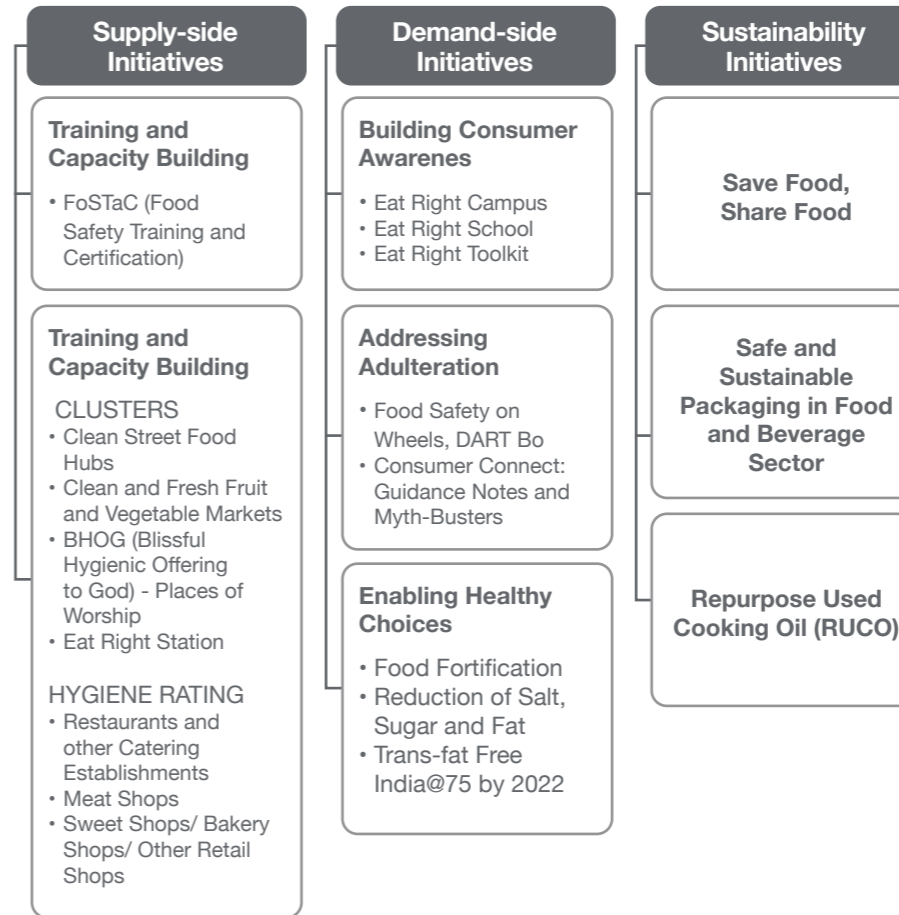 Supply-side
Initiatives
Training and
Capacity Building
• FoSTaC (Food
Safety Training and
Certification)
Training and
Capacity Building
CLUSTERS
• Clean Street Food
Hubs
• Clean and Fresh Fruit
and Vegetable Markets
• BHOG (Blissful
Hygienic Offering
to God) - Places of
Worship
• Eat Right Station
HYGIENE RATING
• Restaurants and
other Catering
Establishments
• Meat Shops
• Sweet Shops/ Bakery
Shops/ Other Retail
Shops
Demand-side
Initiatives
Building Consumer
Awarenes
• Eat Right Campus
• Eat Right School
• Eat Right Toolkit
Addressing
Adulteration
• Food Safety on
Wheels, DART Bo
• Consumer Connect:
Guidance Notes and
Myth-Busters
Enabling Healthy
Choices
• Food Fortification
• Reduction of Salt,
Sugar and Fat
• Trans-fat Free
India@75 by 2022
Sustainability
Initiatives
Save Food,
Share Food
Safe and
Sustainable
Packaging in Food
and Beverage
Sector
Repurpose Used
Cooking Oil (RUCO)